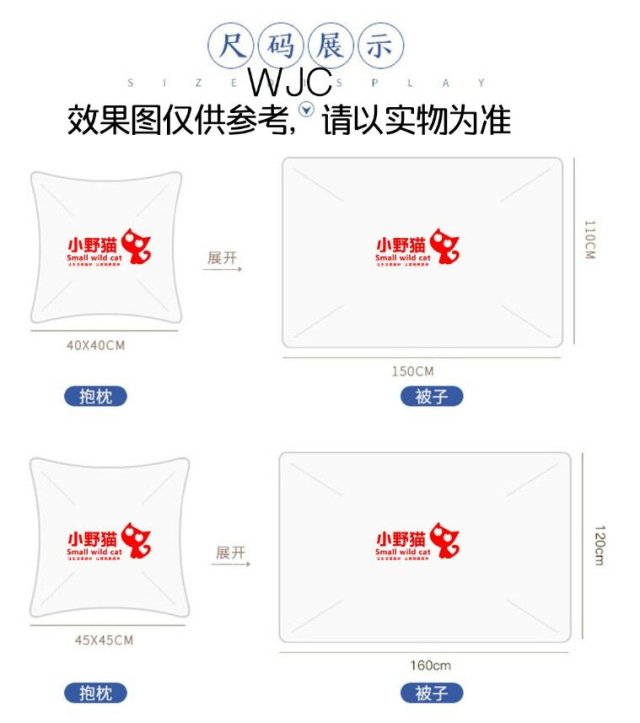 尺码展示
SIZE DISPLAY
WJC
效果图仅供参考, 请以实物为准
小野猫
Small wild cat
展开
小野猫
Small wild cat
110CM
40X40CM
150CM
抱枕
被子
小野猫
Small wild cat
展开
小野猫
Small wild cat
120cm
45X45CM
160cm
抱枕
被子